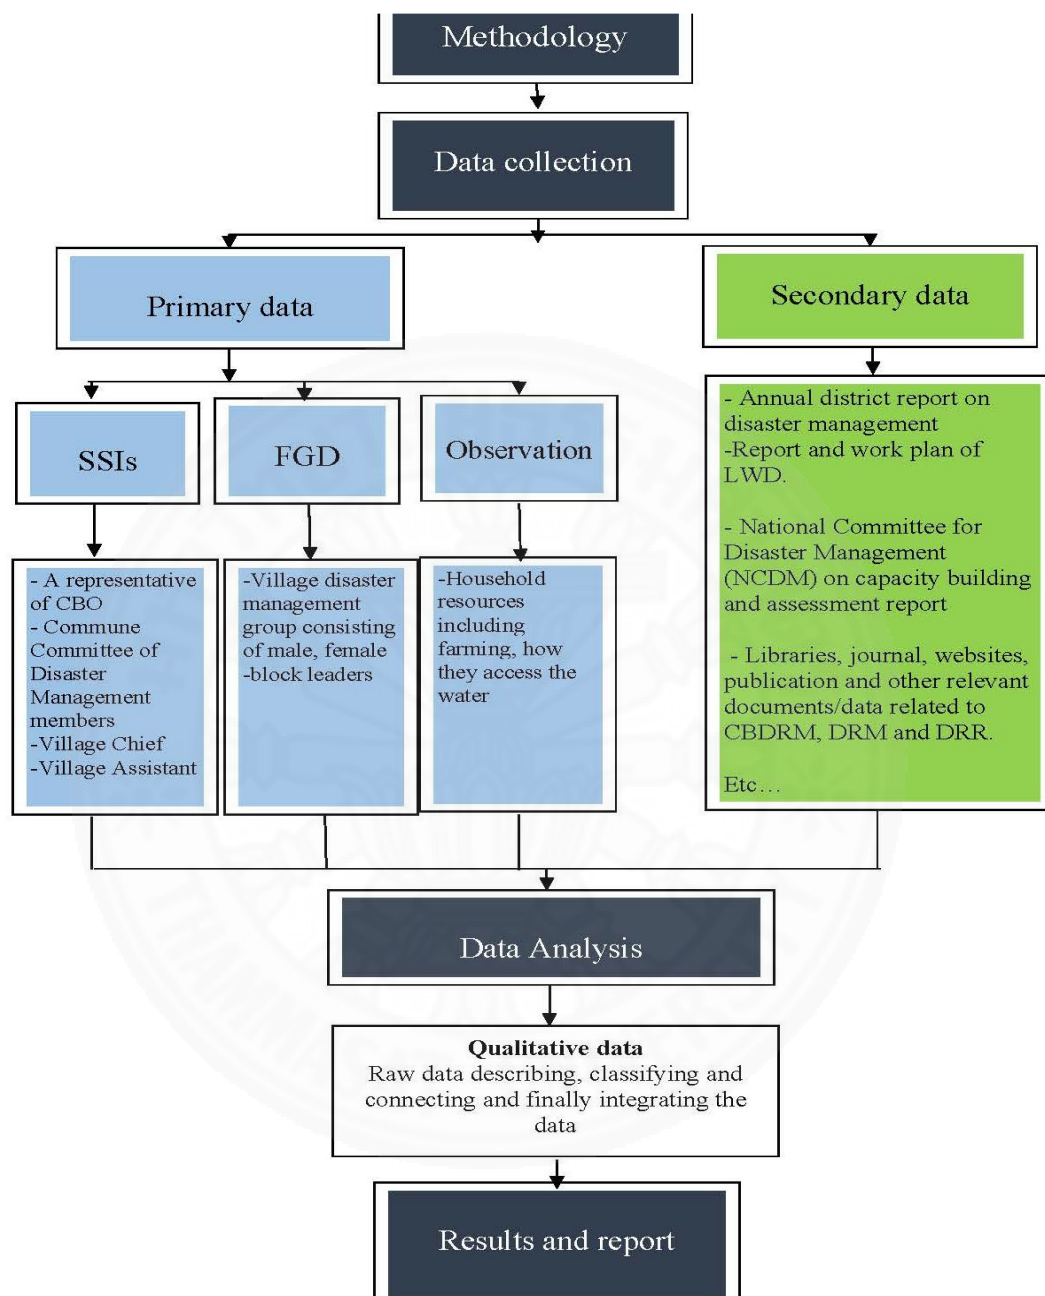 Methodology
Data collection
Primary data
Secondary data
SSIs
FGD
Observation
- A representative
of CBO
- Commune
Committee of
Disaster
Management
members
-Village Chief
-Village Assistant
-Village disaster
management
group consisting
of male, female
-block leaders
-Household
resources
including
farming, how
they access the
water
- Annual district report on
disaster management
-Report and work plan of
LWD.
- National Committee for
Disaster Management
(NCDM) on capacity building
and assessment report
- Libraries, journal, websites,
publication and other relevant
documents/data related to
CBDRM, DRM and DRR.
Etc…
Data Analysis
Qualitative data
Raw data describing, classifying and
connecting and finally integrating the
data
Results and report